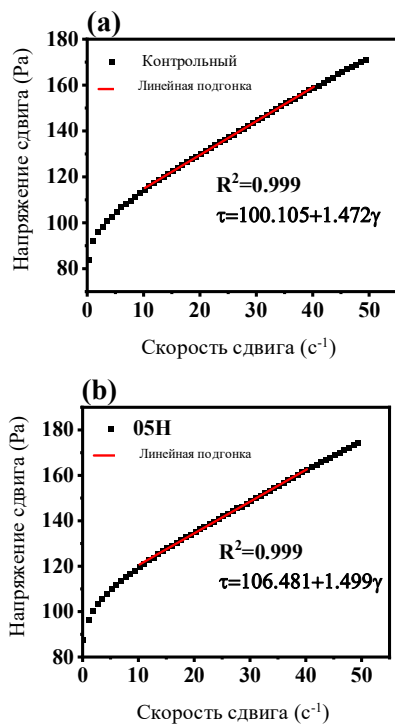 (a)
180
160
140
120
100
80
Напряжение сдвига (Pa)
Контрольный
Линейная подгонка
R²=0.999
τ=100.105+1.472γ
0 10 20 30 40 50
Скорость сдвига (c⁻¹)
(b)
180
160
140
120
100
80
Напряжение сдвига (Pa)
05H
Линейная подгонка
R²=0.999
τ=106.481+1.499γ
0 10 20 30 40 50
Скорость сдвига (c⁻¹)